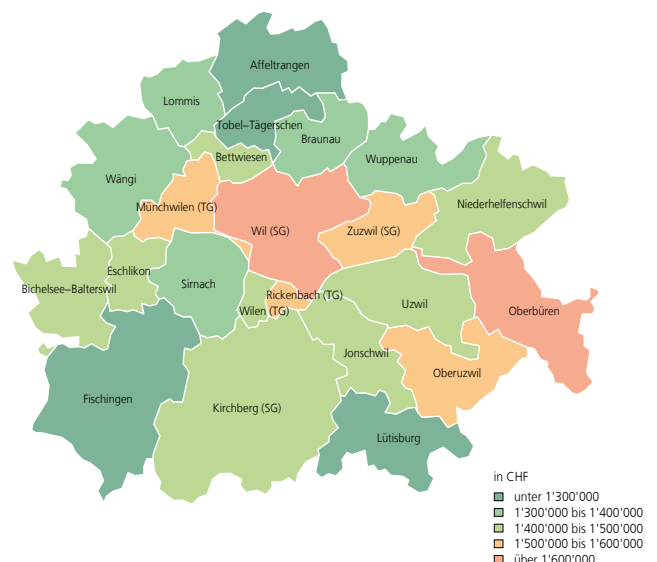 Affeltrangen
Lommis
Tobel–Tägerschen
Braunau
Bettwiesen
Wuppenau
Wängi
Münchwilen (TG)
Niederhelfenschwil
Wil (SG)
Zuzwil (SG)
Eschlikon
Bichelsee–Balterswil
Sirnach
Rickenbach (TG)
Uzwil
Wilen (TG)
Oberbüren
Jonschwil
Oberuzwil
Fischingen
Kirchberg (SG)
Lütisburg
in CHF
unter 1'300'000
1'300'000 bis 1'400'000
1'400'000 bis 1'500'000
1'500'000 bis 1'600'000
über 1'600'000